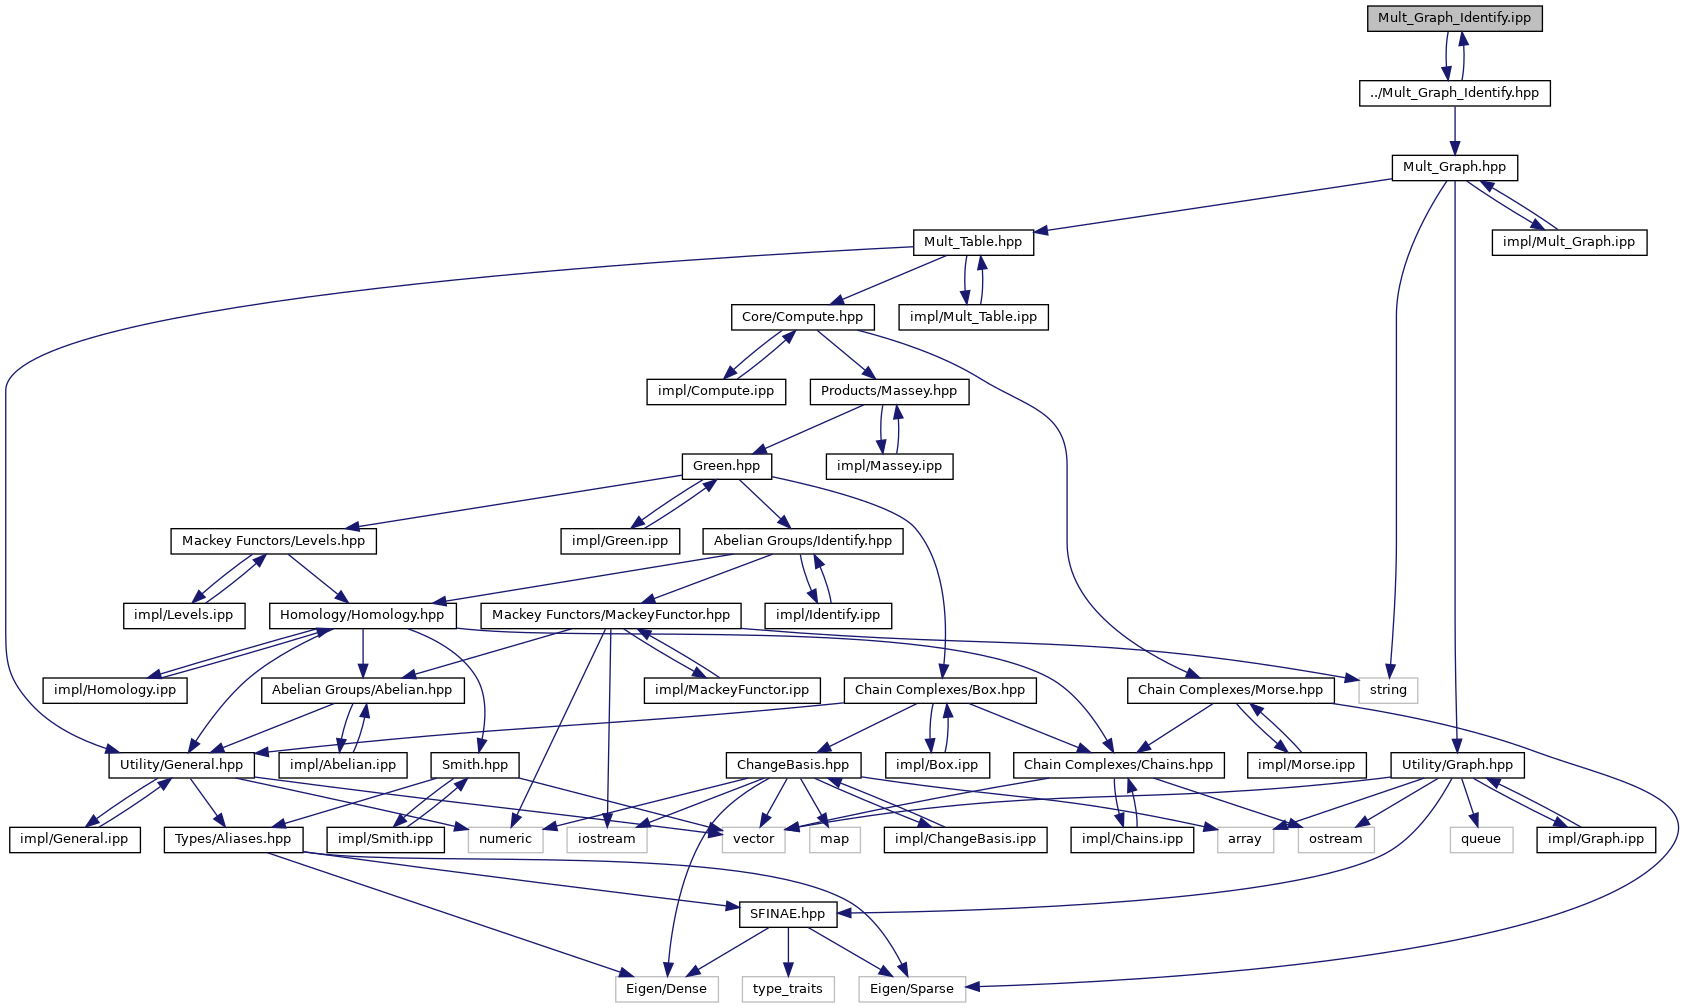 Mult_Graph_Identify.ipp
../Mult_Graph_Identify.hpp
Mult_Graph.hpp
Mult_Table.hpp
impl/Mult_Graph.ipp
Core/Compute.hpp
impl/Mult_Table.ipp
impl/Compute.ipp
Products/Massey.hpp
Green.hpp
impl/Massey.ipp
Mackey Functors/Levels.hpp
impl/Green.ipp
Abelian Groups/Identify.hpp
impl/Levels.ipp
Homology/Homology.hpp
Mackey Functors/MackeyFunctor.hpp
impl/Identify.ipp
impl/Homology.ipp
Abelian Groups/Abelian.hpp
impl/MackeyFunctor.ipp
Chain Complexes/Box.hpp
Chain Complexes/Morse.hpp
string
Utility/General.hpp
impl/Abelian.ipp
Smith.hpp
ChangeBasis.hpp
impl/Box.ipp
Chain Complexes/Chains.hpp
impl/Morse.ipp
Utility/Graph.hpp
impl/General.ipp
Types/Aliases.hpp
impl/Smith.ipp
numeric
iostream
vector
map
impl/ChangeBasis.ipp
impl/Chains.ipp
array
ostream
queue
impl/Graph.ipp
SFINAE.hpp
Eigen/Dense
type_traits
Eigen/Sparse